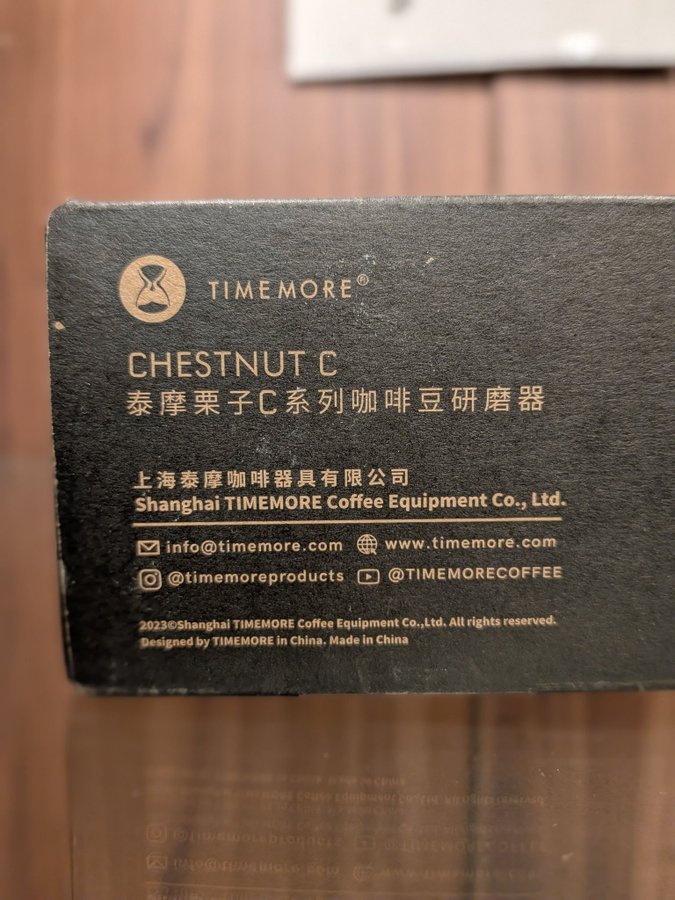 TIMEMORE®
CHESTNUT C
泰摩栗子C系列咖啡豆研磨器
上海泰摩咖啡器具有限公司
Shanghai TIMEMORE Coffee Equipment Co., Ltd.
info@timemore.com www.timemore.com
@timemoreproducts @TIMEMORECOFFEE
2023©Shanghai TIMEMORE Coffee Equipment Co.,Ltd. All rights reserved.
Designed by TIMEMORE in China. Made in China